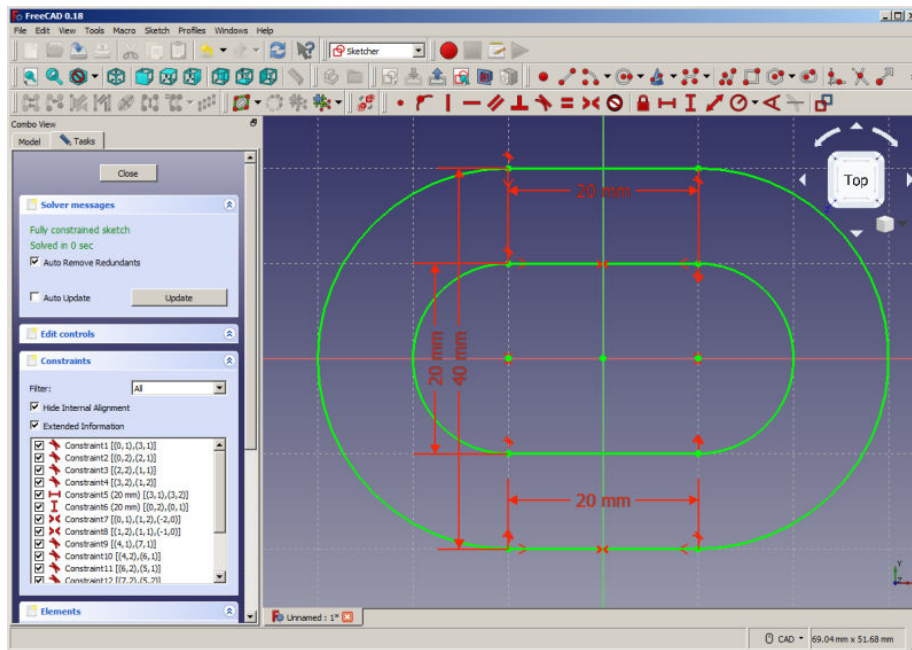 FreeCAD 0.18
File Edit View Tools Macro Sketch Profiles Windows Help
Sketcher
Combo View
Model Tasks
Close
Solver messages
Fully constrained sketch
Solved in 0 sec
Auto Remove Redundants
Auto Update Update
Edit controls
Constraints
Filter: All
Hide Internal Alignment
Extended Information
Constraint1 [(0,1),(3,1)]
Constraint2 [(0,2),(2,1)]
Constraint3 [(2,2),(1,1)]
Constraint4 [(3,2),(1,2)]
Constraint5 (20 mm) [(3,1),(3,2)]
Constraint6 (20 mm) [(0,2),(0,1)]
Constraint7 [(0,1),(1,2),(-2,0)]
Constraint8 [(1,2),(1,1),(-1,0)]
Constraint9 [(4,1),(7,1)]
Constraint10 [(4,2),(6,1)]
Constraint11 [(6,2),(5,1)]
Constraint12 [(7,2),(5,2)]
Elements
20 mm
20 mm
40 mm
20 mm
Top
Y
Z
Unnamed : 1*
CAD 69.04 mm x 51.68 mm